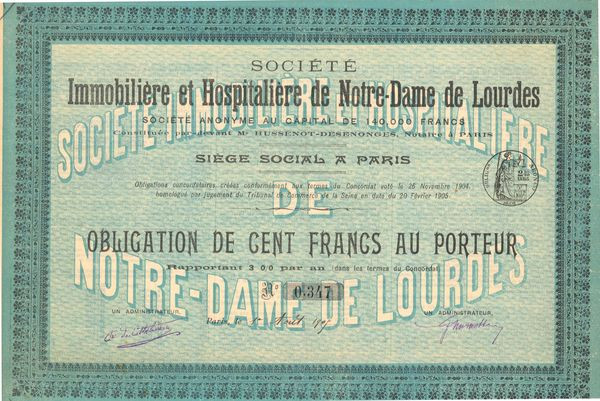 SOCIÉTÉ
Immobilière et Hospitalière de Notre-Dame de Lourdes
SOCIÉTÉ ANONYME AU CAPITAL DE 140,000 FRANCS
Constituée par-devant Me HUSSENOT-DESENONGES, Notaire à PARIS
SOCIÉTÉ IMMOBILIÈRE ET HOSPITALIÈRE
SIÈGE SOCIAL A PARIS
Obligations concordataires créées conformément aux termes du Concordat voté le 26 Novembre 1904,
homologué par jugement du Tribunal de Commerce de la Seine en date du 20 Février 1905.
DE
OBLIGATION DE CENT FRANCS AU PORTEUR
Rapportant 3 00 par an (dans les termes du Concordat)
NOTRE-DAME DE LOURDES
No 0.347
UN ADMINISTRATEUR,
UN ADMINISTRATEUR,
Paris, le Août